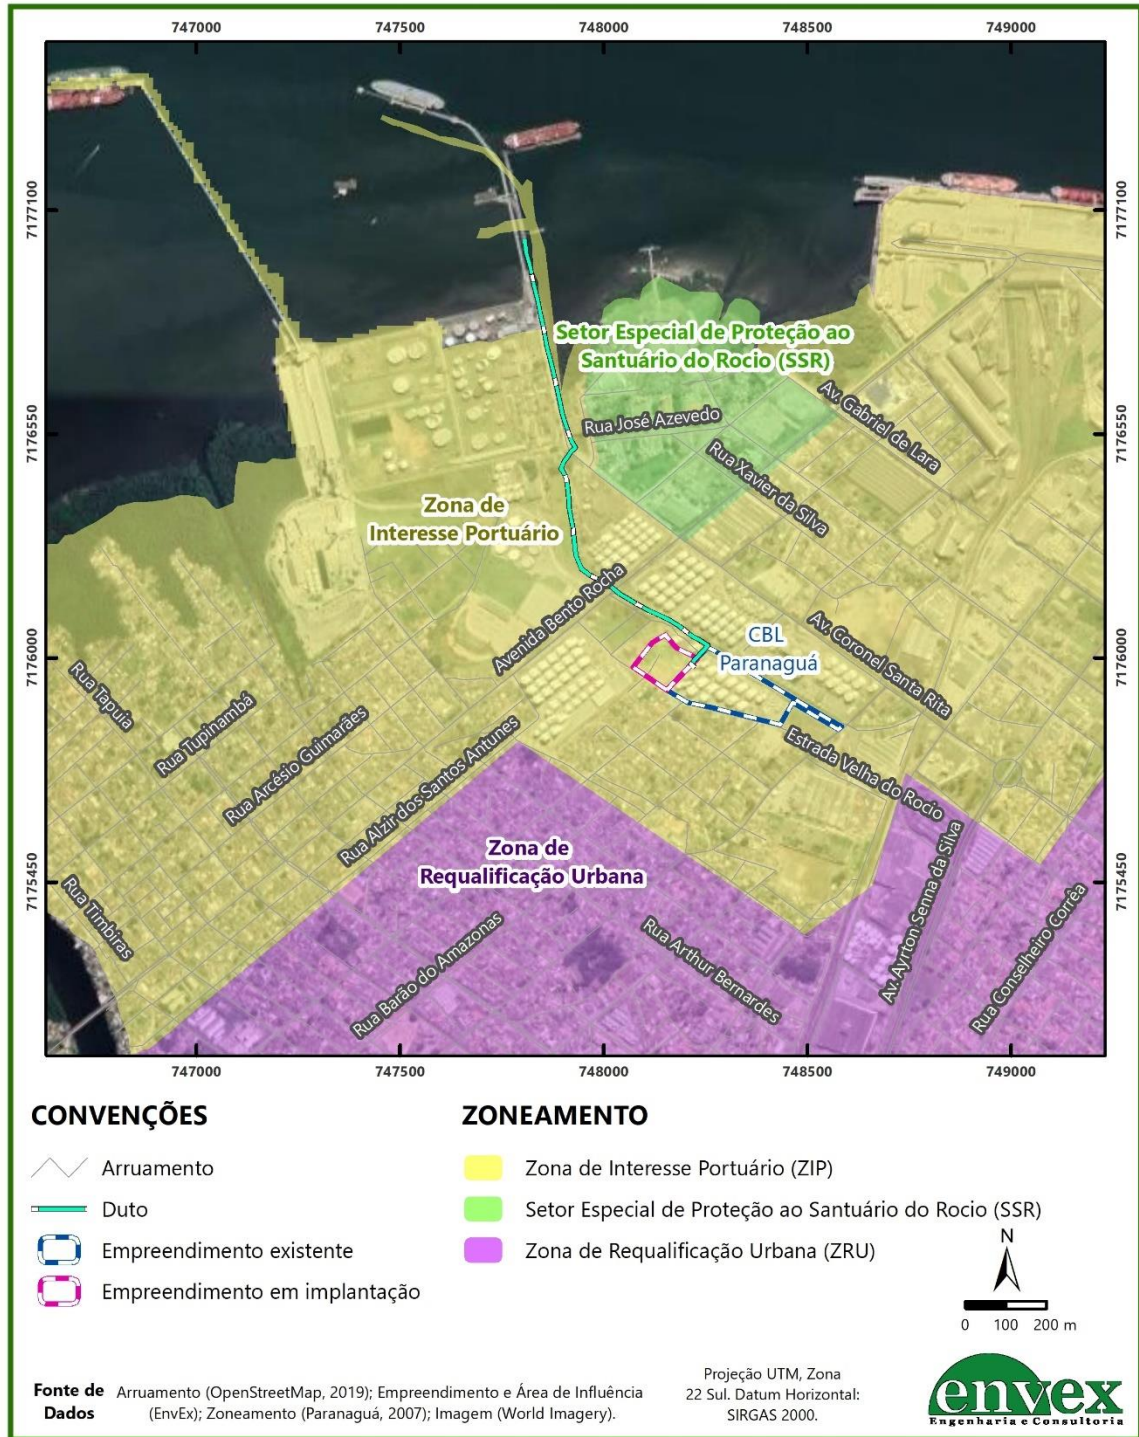 747000 747500 748000 748500 749000
7177100 7177100
Setor Especial de Proteção ao
Santuário do Rocio (SSR)
Av. Gabriel de Lara
Rua José Azevedo
7176550 7176550
Rua Xavier da Silva
Zona de
Interesse Portuário
Avenida Bento Rocha
CBL
Paranaguá
Av. Coronel Santa Rita
7176000 7176000
Rua Tapuia
Rua Tupinambá
Rua Arcésio Guimarães
Rua Alzir dos Santos Antunes
Estrada Velha do Rocio
Zona de
Requalificação Urbana
7175450 7175450
Rua Timbiras
Rua Barão do Amazonas
Rua Arthur Bernardes
Av. Ayrton Senna da Silva
Rua Conselheiro Corrêa
747000 747500 748000 748500 749000
CONVENÇÕES
Arruamento
Duto
Empreendimento existente
Empreendimento em implantação
ZONEAMENTO
Zona de Interesse Portuário (ZIP)
Setor Especial de Proteção ao Santuário do Rocio (SSR)
Zona de Requalificação Urbana (ZRU)
N
0 100 200 m
Fonte de
Dados
Arruamento (OpenStreetMap, 2019); Empreendimento e Área de Influência
(EnvEx); Zoneamento (Paranaguá, 2007); Imagem (World Imagery).
Projeção UTM, Zona
22 Sul. Datum Horizontal:
SIRGAS 2000.
envex
Engenharia e Consultoria